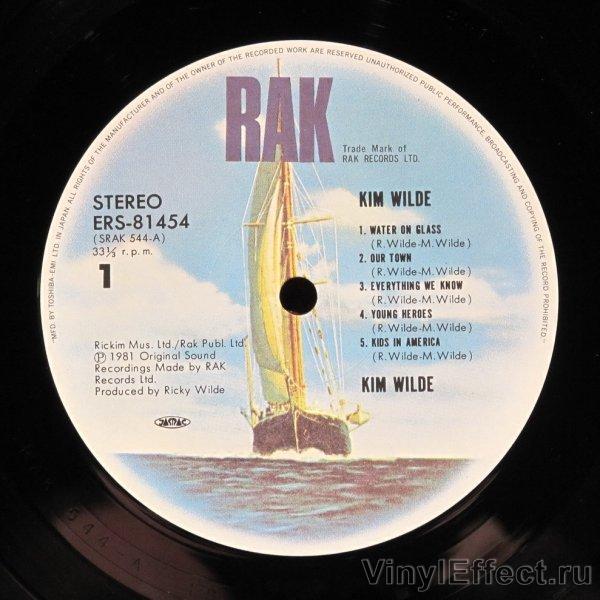 "MFD. BY TOSHIBA-EMI LTD. IN JAPAN. ALL RIGHTS OF THE MANUFACTURER AND OF THE OWNER OF THE RECORDED WORK ARE RESERVED UNAUTHORIZED PUBLIC PERFORMANCE, BROADCASTING AND COPYING OF THE RECORD PROHIBITED"
RAK
Trade Mark of
RAK RECORDS LTD.
STEREO
ERS-81454
(SRAK 544-A)
33⅓ r.p.m.
1
KIM WILDE
1. WATER ON GLASS
(R.Wilde-M.Wilde)
2. OUR TOWN
(R.Wilde-M.Wilde)
3. EVERYTHING WE KNOW
(R.Wilde-M.Wilde)
4. YOUNG HEROES
(R.Wilde-M.Wilde)
5. KIDS IN AMERICA
(R.Wilde-M.Wilde)
KIM WILDE
Rickim Mus. Ltd./Rak Publ. Ltd.
Ⓟ 1981 Original Sound
Recordings Made by RAK
Records Ltd.
Produced by Ricky Wilde
JASRAC
VinylEffect.ru